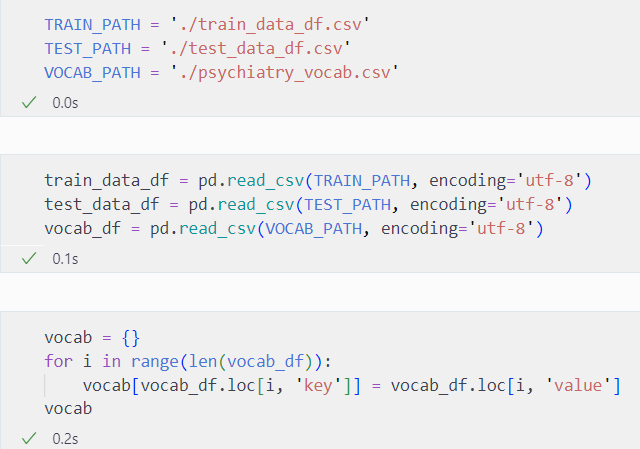 TRAIN_PATH = './train_data_df.csv'
TEST_PATH = './test_data_df.csv'
VOCAB_PATH = './psychiatry_vocab.csv'
✓ 0.0s
train_data_df = pd.read_csv(TRAIN_PATH, encoding='utf-8')
test_data_df = pd.read_csv(TEST_PATH, encoding='utf-8')
vocab_df = pd.read_csv(VOCAB_PATH, encoding='utf-8')
✓ 0.1s
vocab = {}
for i in range(len(vocab_df)):
    vocab[vocab_df.loc[i, 'key']] = vocab_df.loc[i, 'value']
vocab
✓ 0.2s